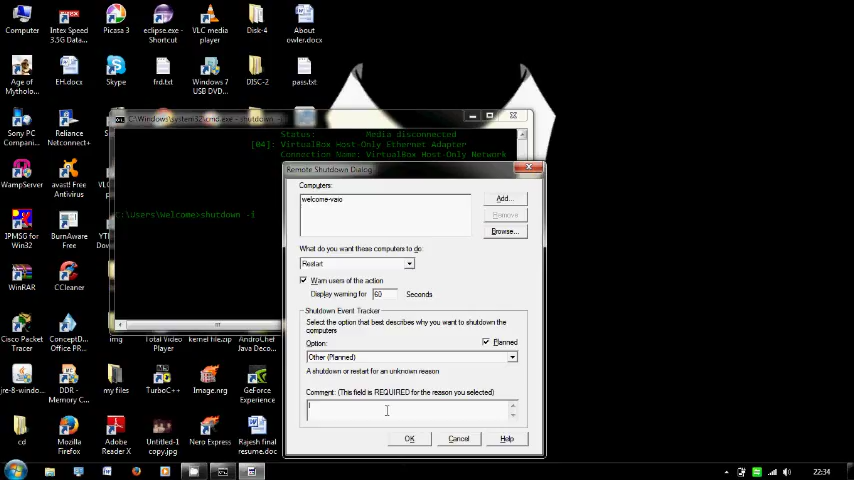 Computer
Intex Speed
3.5G Data...
Picasa 3
eclipse.exe -
Shortcut
VLC media
player
Disk-4
About
owler.docx
Age of
Mytholo...
EH.docx
Skype
frd.txt
Windows 7
USB DVD...
DISC-2
pass.txt
C:\Windows\system32\cmd.exe - shutdown -
Status: Media disconnected
[04]: VirtualBox Host-Only Ethernet Adapter
Connection Name: VirtualBox Host-Only Network
C:\Users\Welcome>shutdown -i
Sony PC
Compani...
Reliance
Netconnect+
WampServer
avast! Free
Antivirus
IPMSG for
Win32
BurnAware
Free
WinRAR
CCleaner
Cisco Packet
Tracer
ConceptD...
Office PR...
img
Total Video
Player
kernel file.zip
AndroChef
Java Deco...
jre-8-windo...
DDR -
Memory C...
my files
TurboC++
Image.nrg
GeForce
Experience
cd
Mozilla
Firefox
Adobe
Reader X
Untitled-1
copy.jpg
Nero Express
Rajesh final
resume.doc
Remote Shutdown Dialog
Computers:
welcome-vaio
Add...
Remove
Browse...
What do you want these computers to do:
Restart
Warn users of the action
Display warning for 60 Seconds
Shutdown Event Tracker
Select the option that best describes why you want to shutdown the
computers
Option:
Planned
Other (Planned)
A shutdown or restart for an unknown reason
Comment: (This field is REQUIRED for the reason you selected)
OK
Cancel
Help
22:34